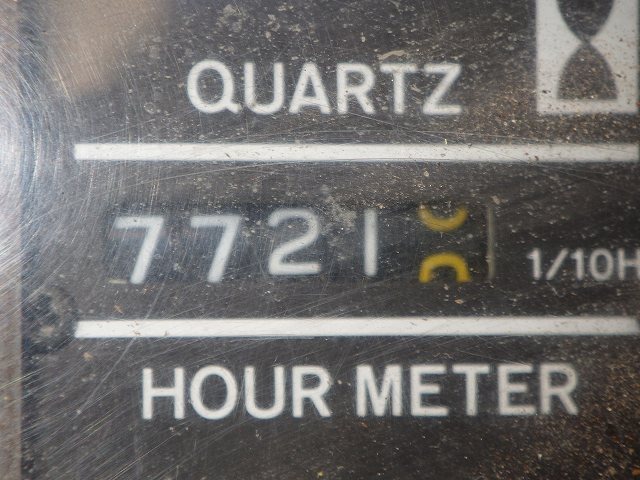 QUARTZ
7721
1/10H
HOUR METER